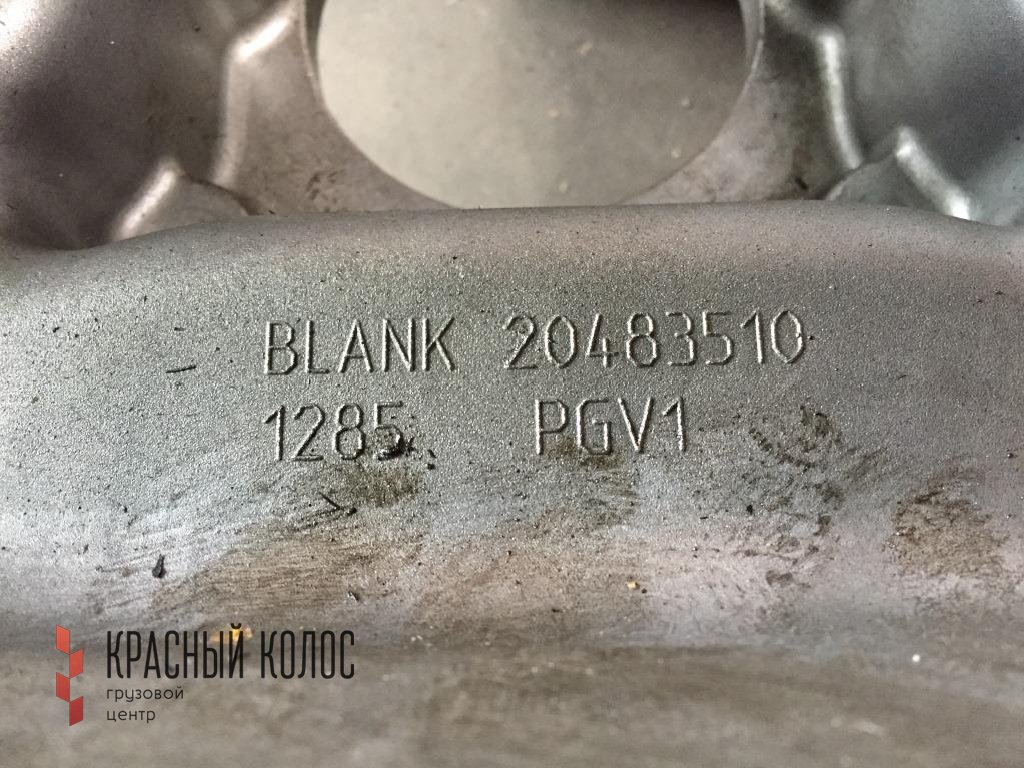 BLANK 20483510
1285 PGV1
КРАСНЫЙ КОЛОС
грузовой
центр